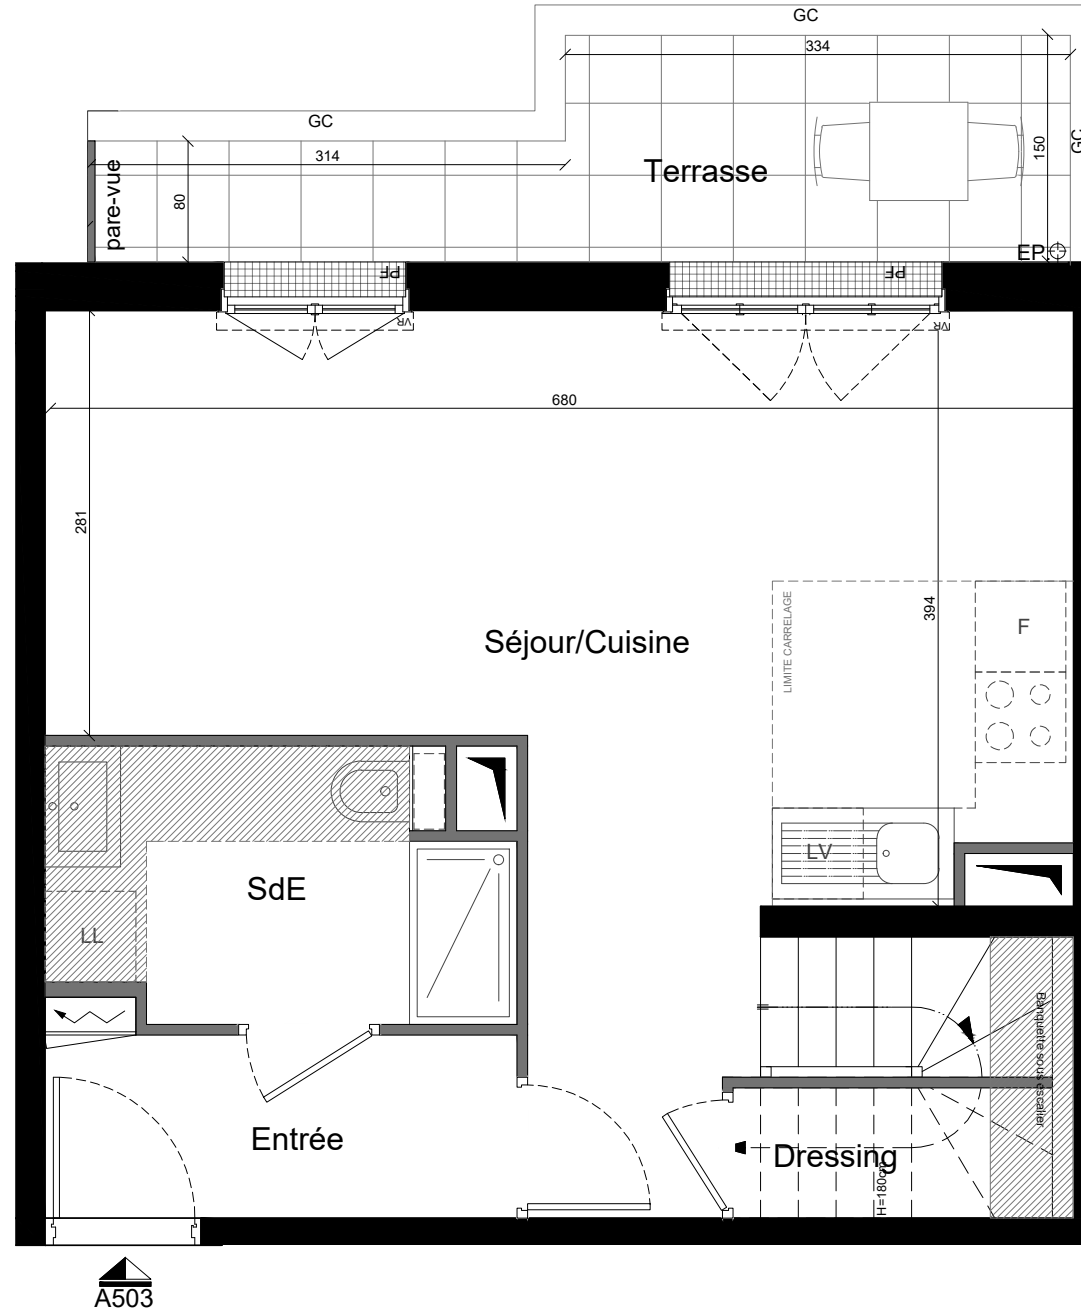 GC
334
GC
314
150
GC
pare-vue
80
Terrasse
EP
PF
PF
VR
VR
680
281
394
LIMITE CARRELAGE
F
Séjour/Cuisine
LV
SdE
LL
Banquette sous escalier
Entrée
Dressing
H=180cm
A503